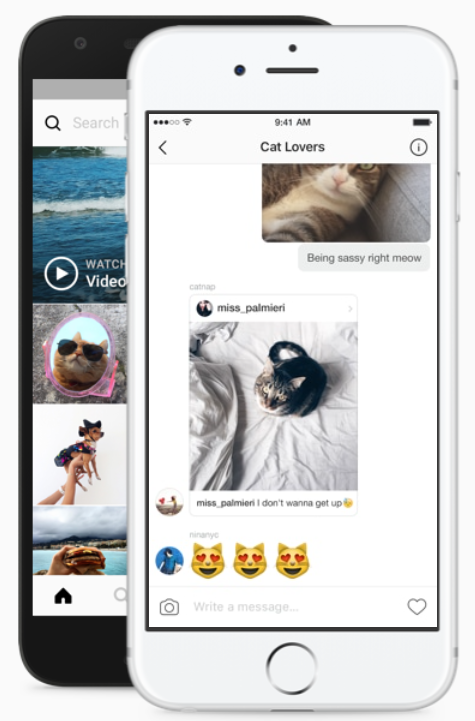 Search
WATCH
Video
9:41 AM
Cat Lovers
Being sassy right meow
catnap
miss_palmieri
miss_palmieri I don't wanna get up😴
ninanyc
😻 😻 😻
Write a message...